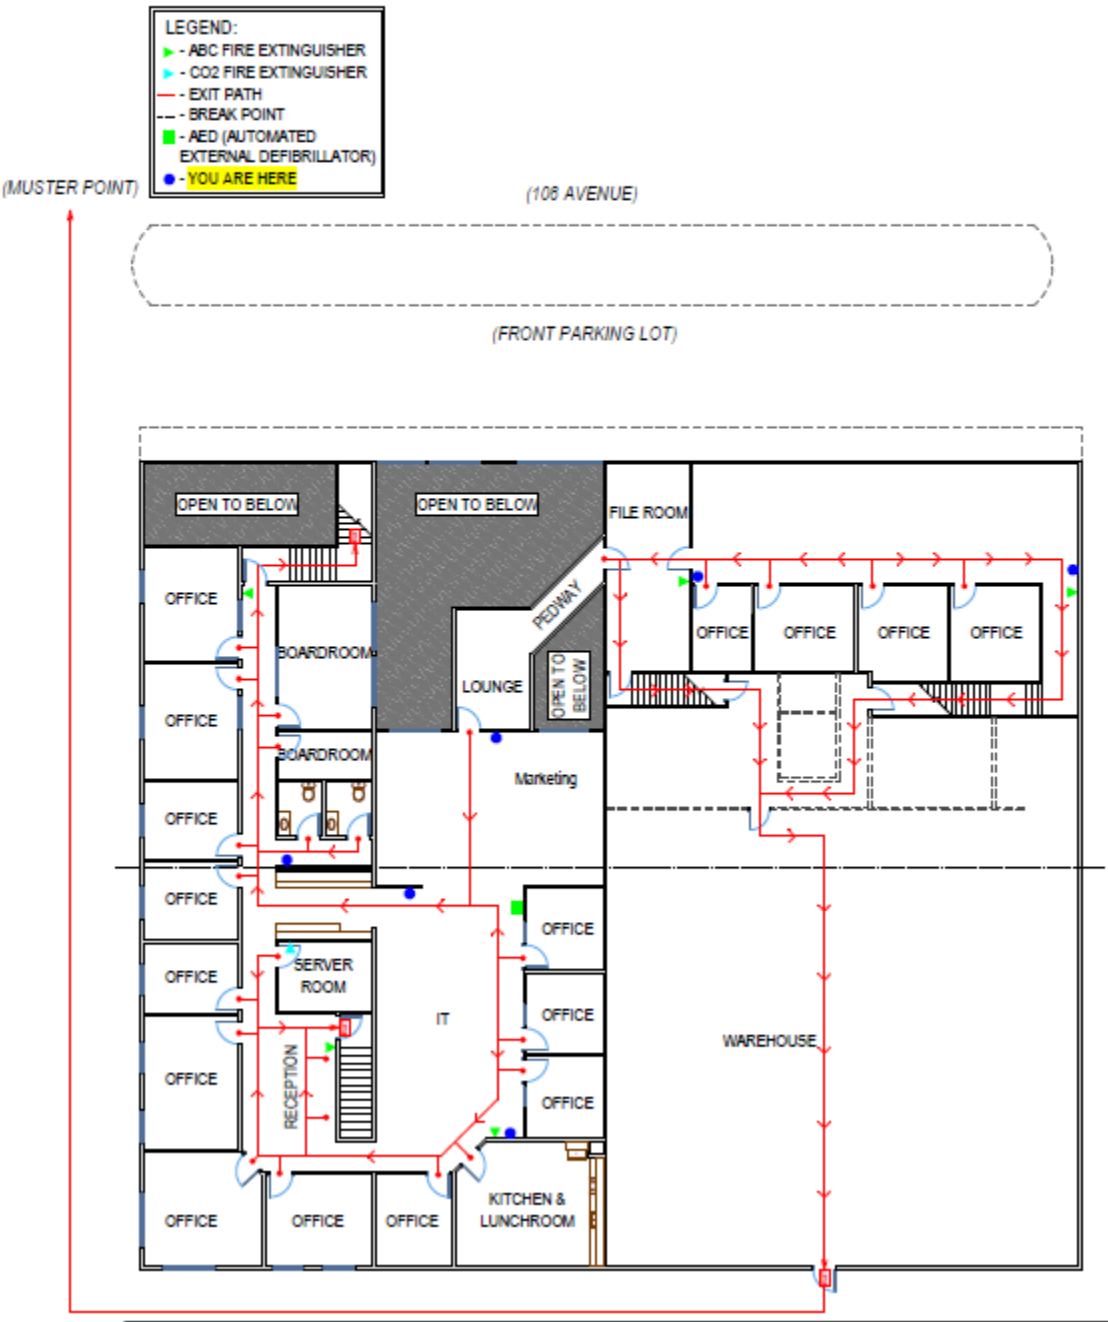 LEGEND:
- ABC FIRE EXTINGUISHER
- CO2 FIRE EXTINGUISHER
- EXIT PATH
- BREAK POINT
- AED (AUTOMATED
EXTERNAL DEFIBRILLATOR)
- YOU ARE HERE
(MUSTER POINT)
(106 AVENUE)
(FRONT PARKING LOT)
OPEN TO BELOW
OPEN TO BELOW
FILE ROOM
OFFICE
PEDWAY
BOARDROOM
OFFICE
OFFICE
OFFICE
OFFICE
LOUNGE
OPEN TO
BELOW
OFFICE
BOARDROOM
Marketing
OFFICE
OFFICE
OFFICE
OFFICE
SERVER
ROOM
OFFICE
IT
WAREHOUSE
OFFICE
RECEPTION
OFFICE
OFFICE
OFFICE
OFFICE
KITCHEN &
LUNCHROOM